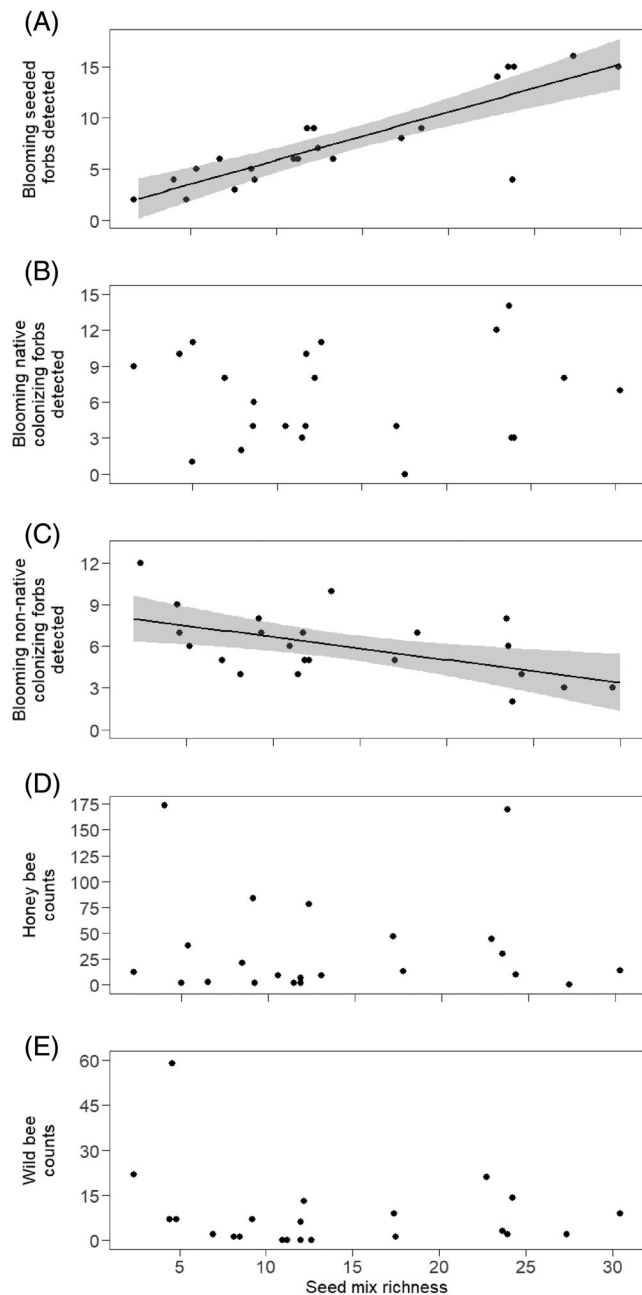 (A)
Blooming seeded
forbs detected
15
10
5
0
(B)
Blooming native
colonizing forbs
detected
15
12
9
6
3
0
(C)
Blooming non-native
colonizing forbs
detected
12
9
6
3
0
(D)
Honey bee
counts
175
150
125
100
75
50
25
0
(E)
Wild bee
counts
60
45
30
15
0
5 10 15 20 25 30
Seed mix richness